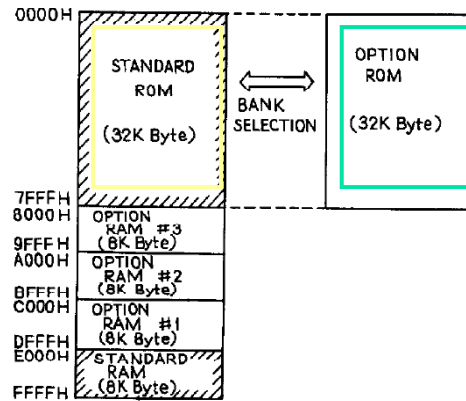 0000H
STANDARD
ROM
(32K Byte)
BANK
SELECTION
OPTION
ROM
(32K Byte)
7FFFH
8000H
OPTION
RAM #3
(8K Byte)
9FFFH
A000H
OPTION
RAM #2
(8K Byte)
BFFFH
C000H
OPTION
RAM #1
(8K Byte)
DFFFH
E000H
STANDARD
RAM
(8K Byte)
FFFFH